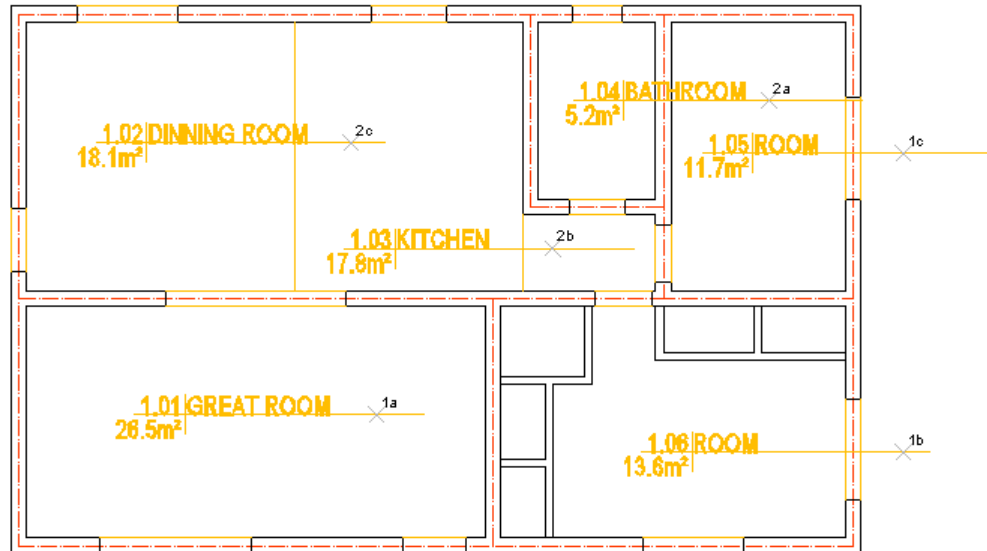 1.04 BATHROOM
5.2m²
2a
1.02 DINNING ROOM
18.1m²
2c
1.05 ROOM
11.7m²
1c
1.03 KITCHEN
17.8m²
2b
1.01 GREAT ROOM
26.5m²
1a
1.06 ROOM
13.6m²
1b